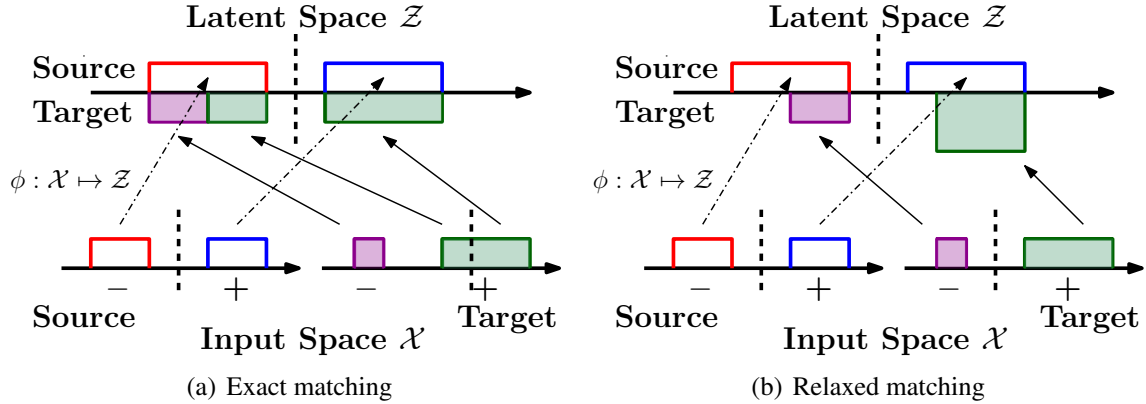 Latent Space 𝒵
Source
Target
ϕ : 𝒳 ↦ 𝒵
− + − +
Source Target
Input Space 𝒳
(a) Exact matching
Latent Space 𝒵
Source
Target
ϕ : 𝒳 ↦ 𝒵
− + − +
Source Target
Input Space 𝒳
(b) Relaxed matching